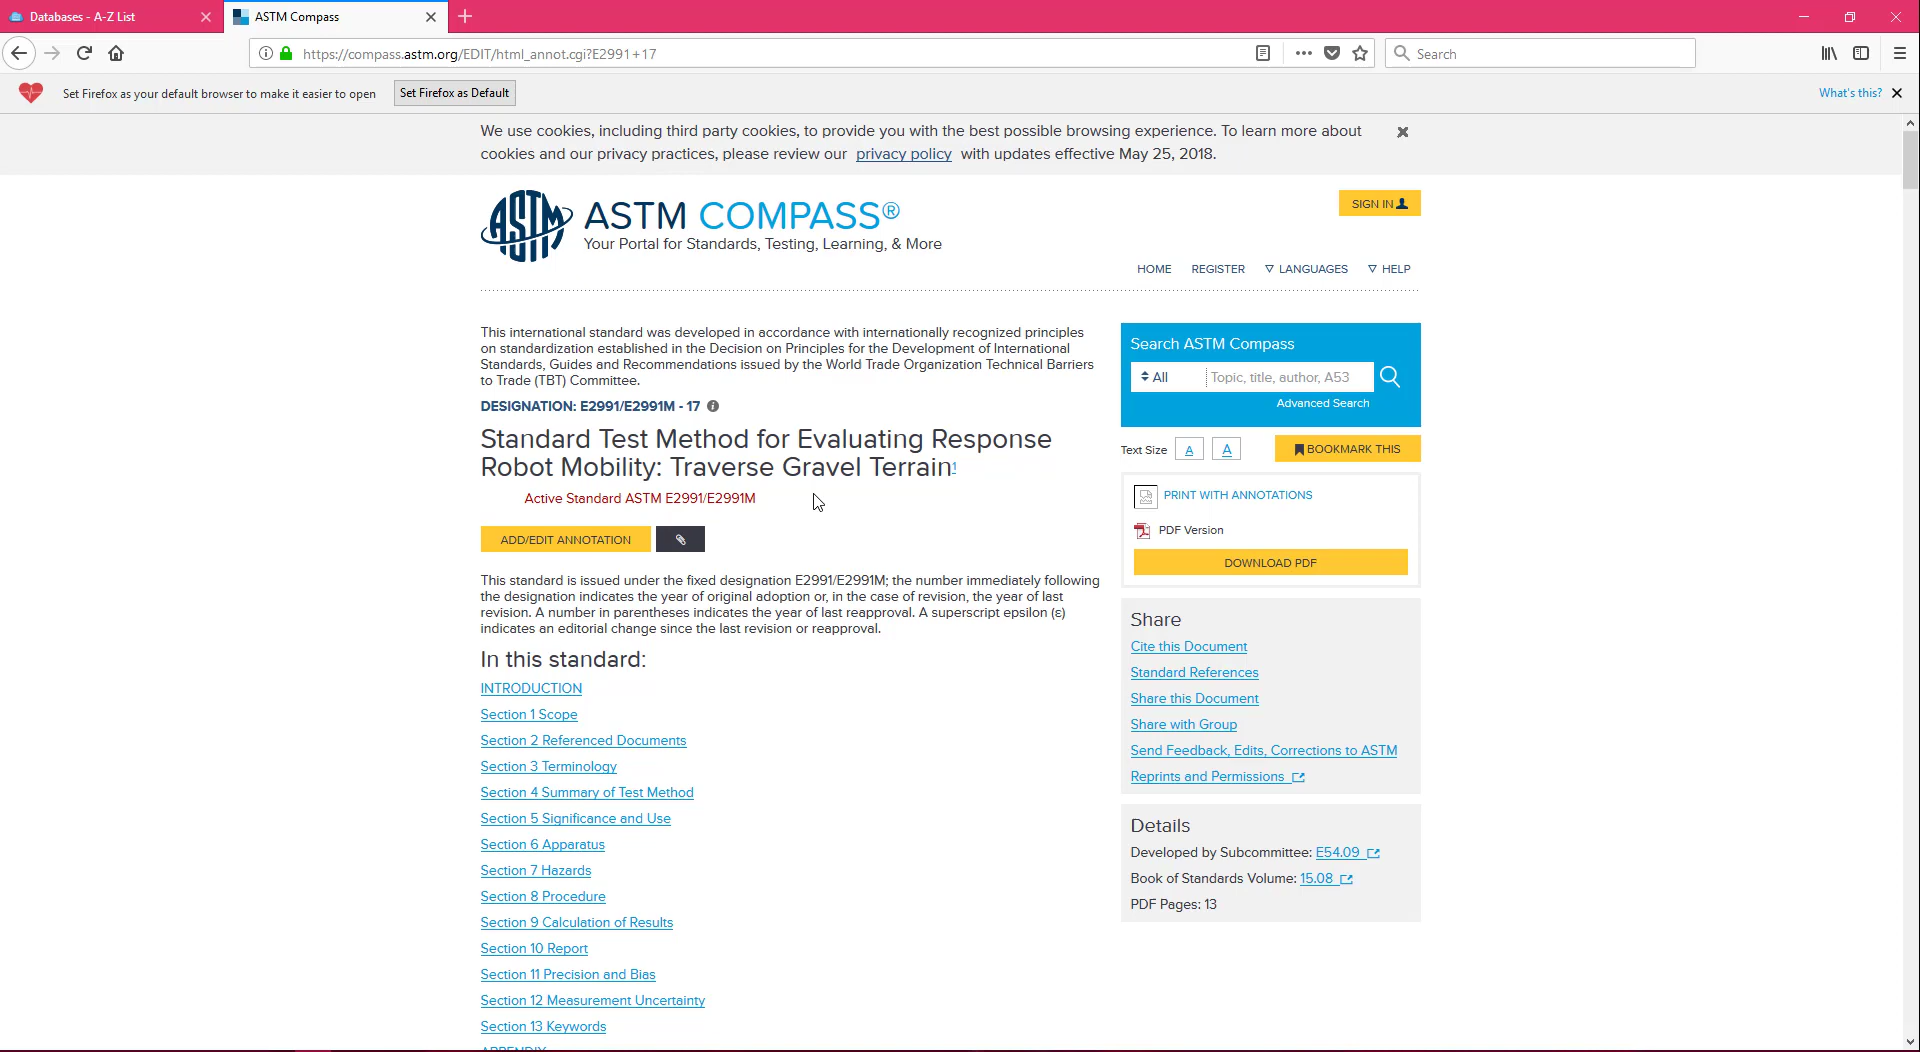 Databases - A-Z List
ASTM Compass
https://compass.astm.org/EDIT/html_annot.cgi?E2991+17
Search
Set Firefox as your default browser to make it easier to open
Set Firefox as Default
What's this?
We use cookies, including third party cookies, to provide you with the best possible browsing experience. To learn more about
cookies and our privacy practices, please review our privacy policy with updates effective May 25, 2018.
ASTM
ASTM COMPASS®
Your Portal for Standards, Testing, Learning, & More
SIGN IN
HOME REGISTER LANGUAGES HELP
This international standard was developed in accordance with internationally recognized principles
on standardization established in the Decision on Principles for the Development of International
Standards, Guides and Recommendations issued by the World Trade Organization Technical Barriers
to Trade (TBT) Committee.
DESIGNATION: E2991/E2991M - 17
Standard Test Method for Evaluating Response
Robot Mobility: Traverse Gravel Terrain1
Active Standard ASTM E2991/E2991M
ADD/EDIT ANNOTATION
This standard is issued under the fixed designation E2991/E2991M; the number immediately following
the designation indicates the year of original adoption or, in the case of revision, the year of last
revision. A number in parentheses indicates the year of last reapproval. A superscript epsilon (ε)
indicates an editorial change since the last revision or reapproval.
In this standard:
INTRODUCTION
Section 1 Scope
Section 2 Referenced Documents
Section 3 Terminology
Section 4 Summary of Test Method
Section 5 Significance and Use
Section 6 Apparatus
Section 7 Hazards
Section 8 Procedure
Section 9 Calculation of Results
Section 10 Report
Section 11 Precision and Bias
Section 12 Measurement Uncertainty
Section 13 Keywords
APPENDIX
Search ASTM Compass
All Topic, title, author, A53
Advanced Search
Text Size A A
BOOKMARK THIS
PRINT WITH ANNOTATIONS
PDF Version
DOWNLOAD PDF
Share
Cite this Document
Standard References
Share this Document
Share with Group
Send Feedback, Edits, Corrections to ASTM
Reprints and Permissions
Details
Developed by Subcommittee: E54.09
Book of Standards Volume: 15.08
PDF Pages: 13